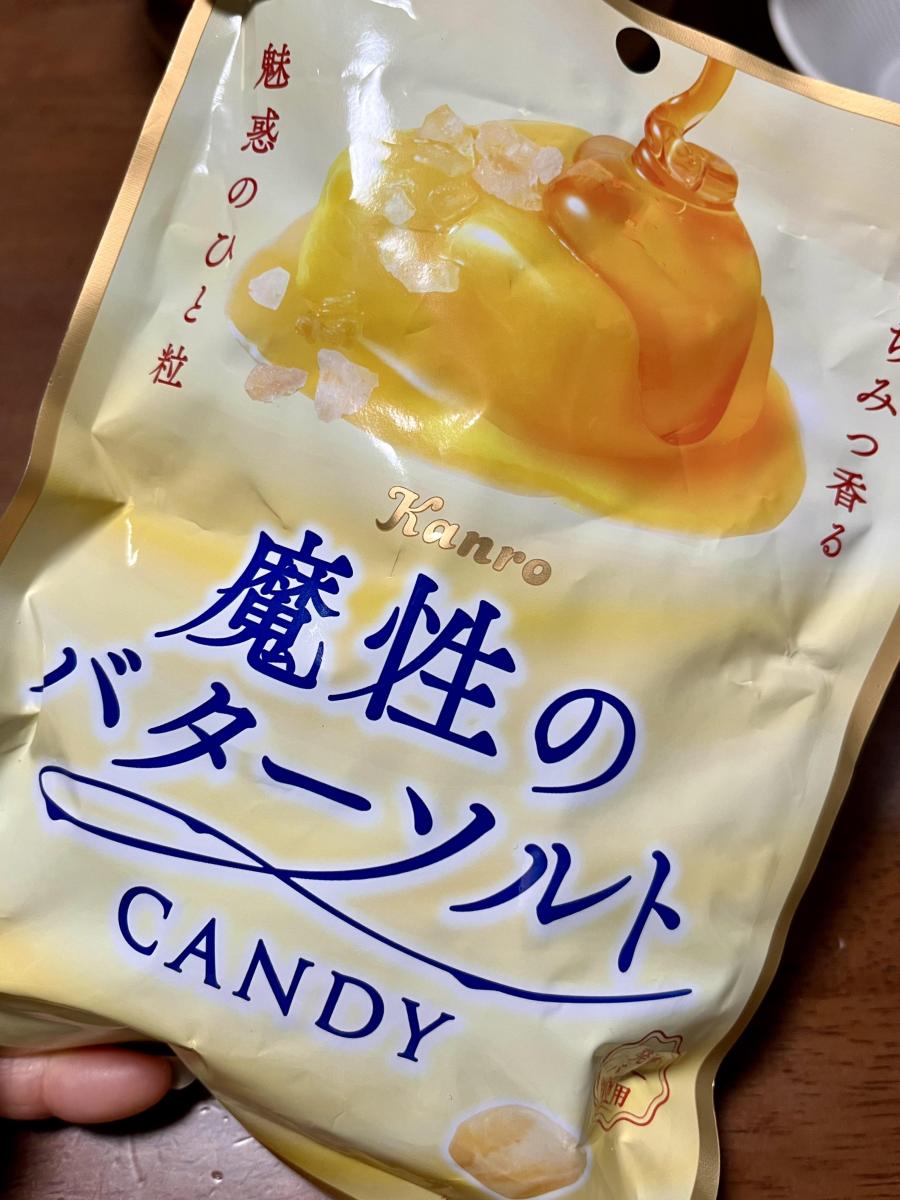 魅惑のひと粒
ちみつ香る
Kanro
魔性の
バターソルト
CANDY
使用